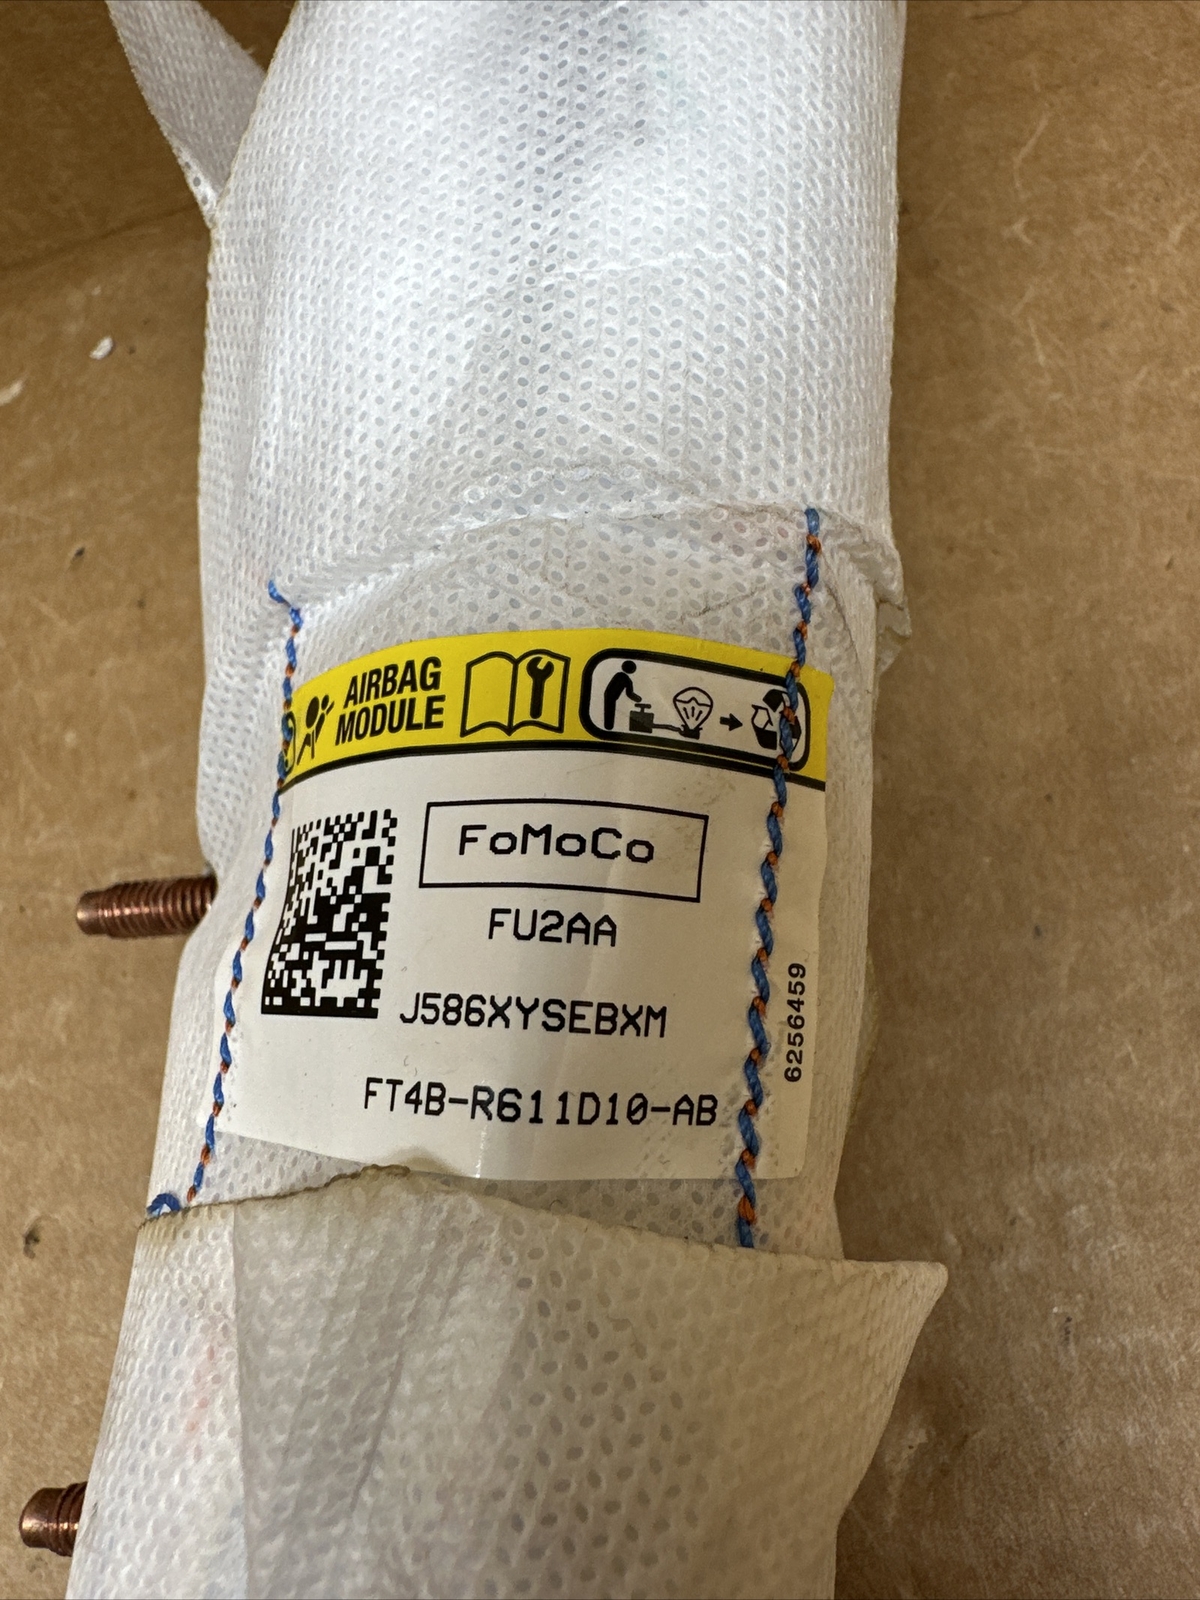 AIRBAG
MODULE
FoMoCo
FU2AA
J586XYSEBXM
FT4B-R611D10-AB
6256459